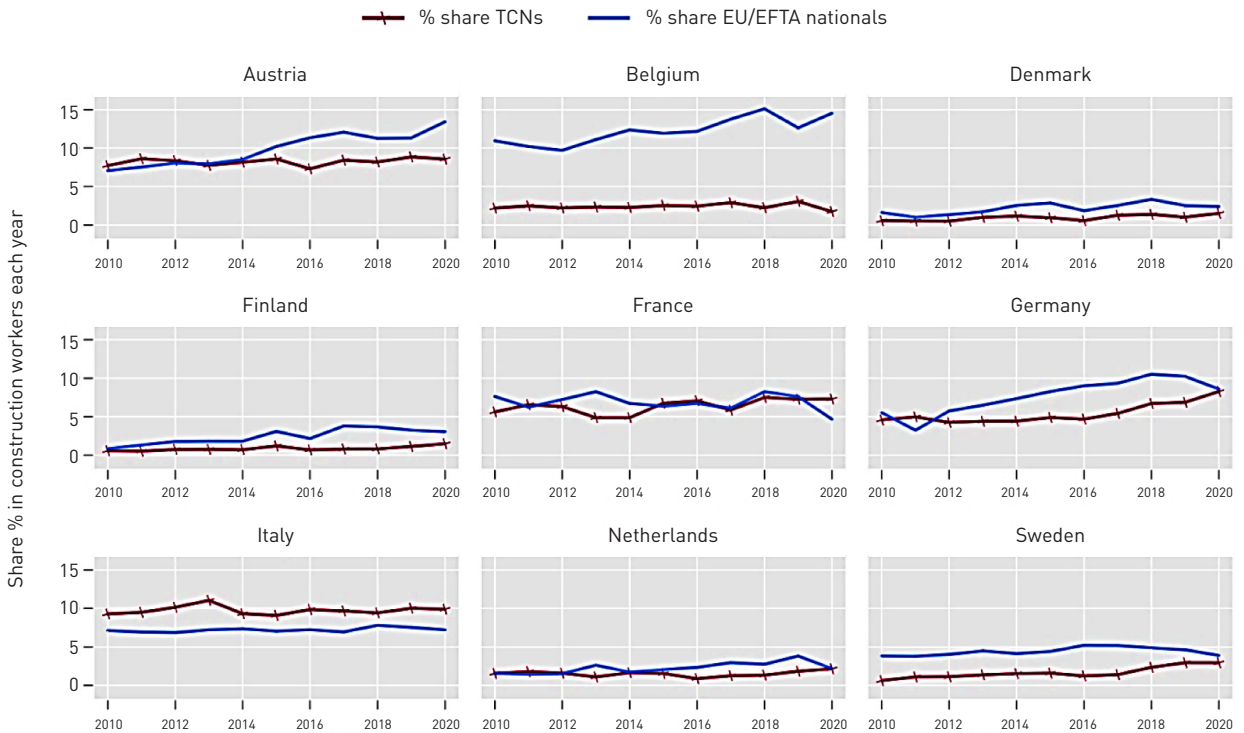 % share TCNs % share EU/EFTA nationals
Share % in construction workers each year
Austria Belgium Denmark
15
10
5
0
2010 2012 2014 2016 2018 2020 2010 2012 2014 2016 2018 2020 2010 2012 2014 2016 2018 2020
Finland France Germany
15
10
5
0
2010 2012 2014 2016 2018 2020 2010 2012 2014 2016 2018 2020 2010 2012 2014 2016 2018 2020
Italy Netherlands Sweden
15
10
5
0
2010 2012 2014 2016 2018 2020 2010 2012 2014 2016 2018 2020 2010 2012 2014 2016 2018 2020